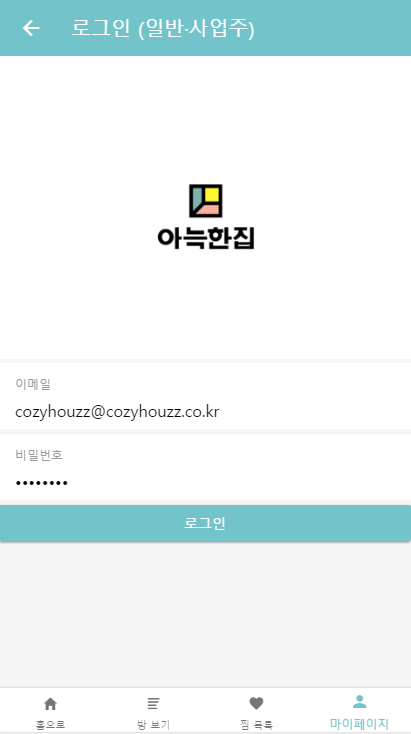 로그인 (일반·사업주)
아늑한집
이메일
cozyhouzz@cozyhouzz.co.kr
비밀번호
••••••••
로그인
홈으로 방 보기 찜 목록 마이페이지